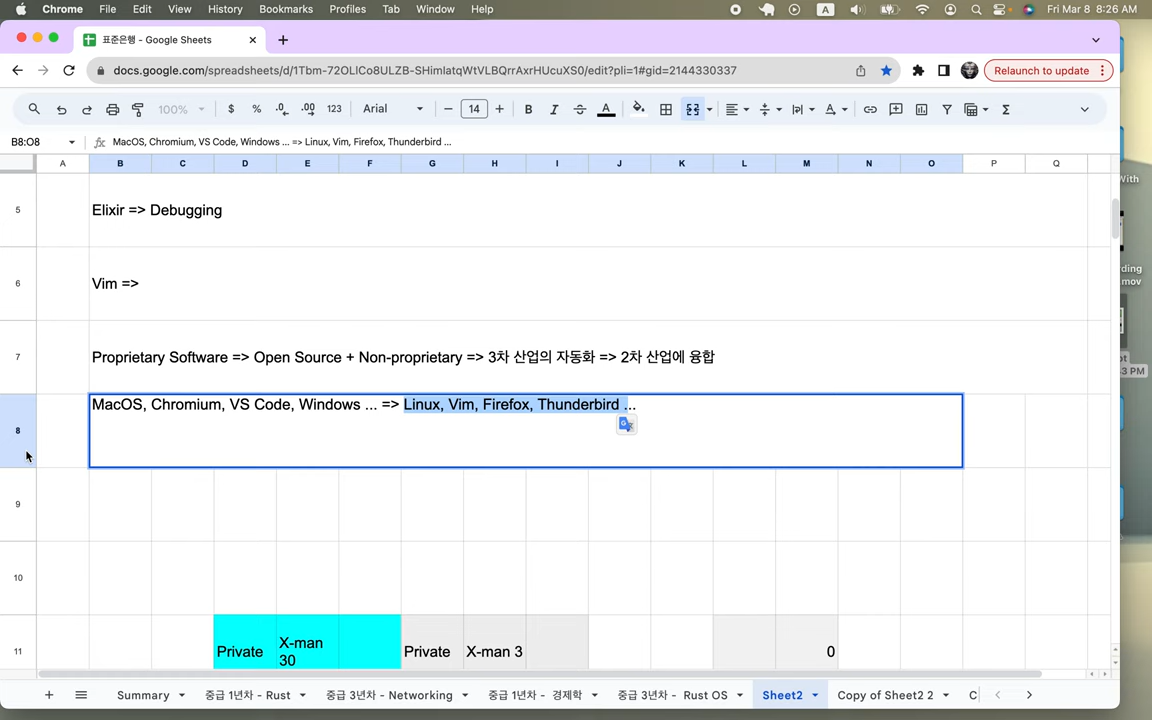 Chrome File Edit View History Bookmarks Profiles Tab Window Help A Fri Mar 8 8:26 AM
표준은행 - Google Sheets
docs.google.com/spreadsheets/d/1Tbm-72OLlCo8ULZB-SHimlatqWtVLBQrrAxrHUcuXS0/edit?pli=1#gid=2144330337 Relaunch to update
100% $ % .0 .00 123 Arial 14 B I A
B8:O8 fx MacOS, Chromium, VS Code, Windows ... => Linux, Vim, Firefox, Thunderbird ...
A B C D E F G H I J K L M N O P Q
With
5 Elixir => Debugging
6 Vim =>
rding
.mov
7 Proprietary Software => Open Source + Non-proprietary => 3차 산업의 자동화 => 2차 산업에 융합
3 PM
8 MacOS, Chromium, VS Code, Windows ... => Linux, Vim, Firefox, Thunderbird ...
9
10
11 Private X-man 30 Private X-man 3 0
Summary 중급 1년차 - Rust 중급 3년차 - Networking 중급 1년차 - 경제학 중급 3년차 - Rust OS Sheet2 Copy of Sheet2 2 C